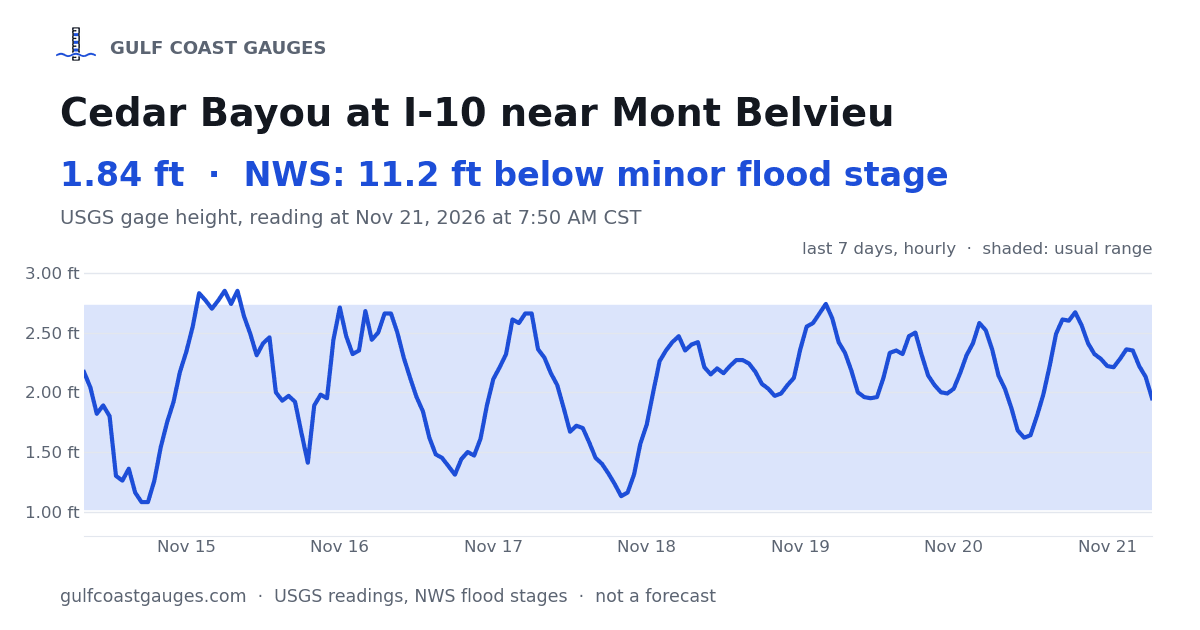 GULF COAST GAUGES
Cedar Bayou at I-10 near Mont Belvieu
1.84 ft · NWS: 11.2 ft below minor flood stage
USGS gage height, reading at Nov 21, 2026 at 7:50 AM CST
last 7 days, hourly · shaded: usual range
3.00 ft
2.50 ft
2.00 ft
1.50 ft
1.00 ft
Nov 15 Nov 16 Nov 17 Nov 18 Nov 19 Nov 20 Nov 21
gulfcoastgauges.com · USGS readings, NWS flood stages · not a forecast